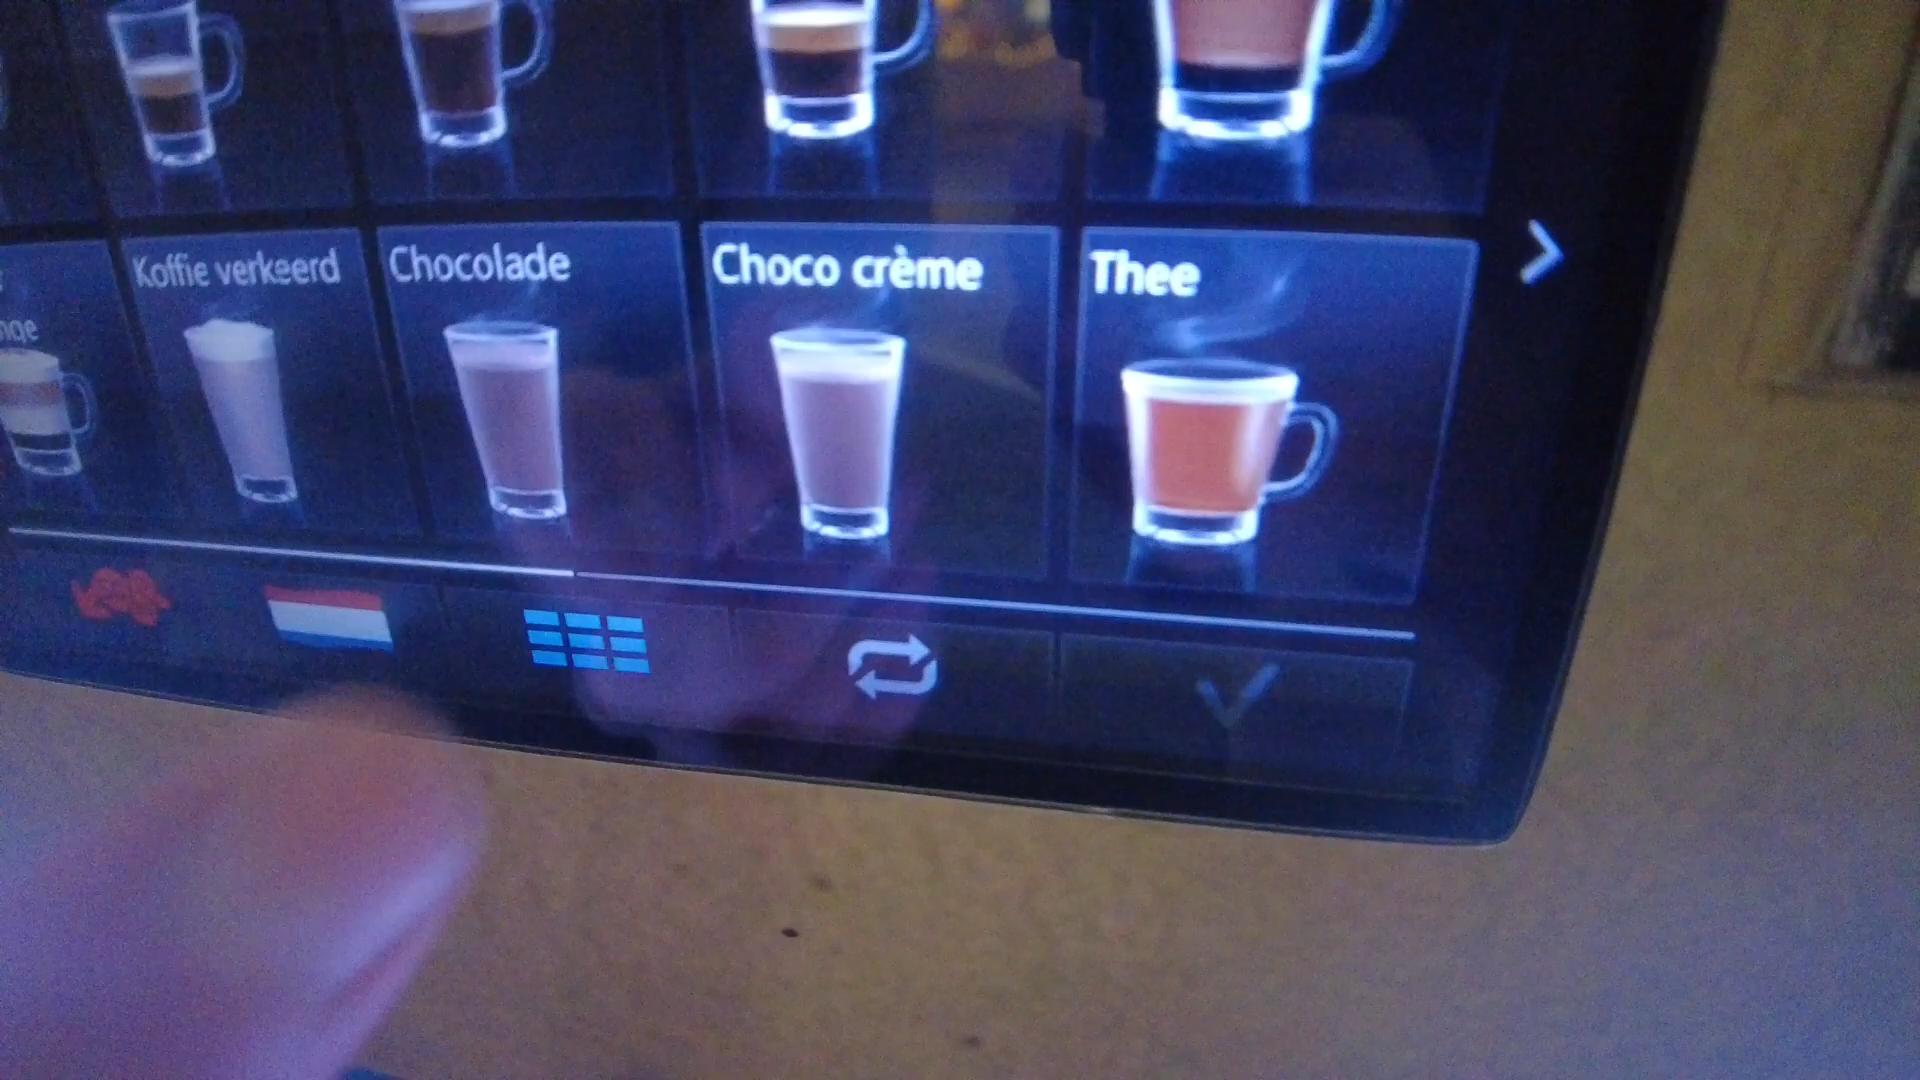 Koffie verkeerd
Chocolade
Choco crème
Thee